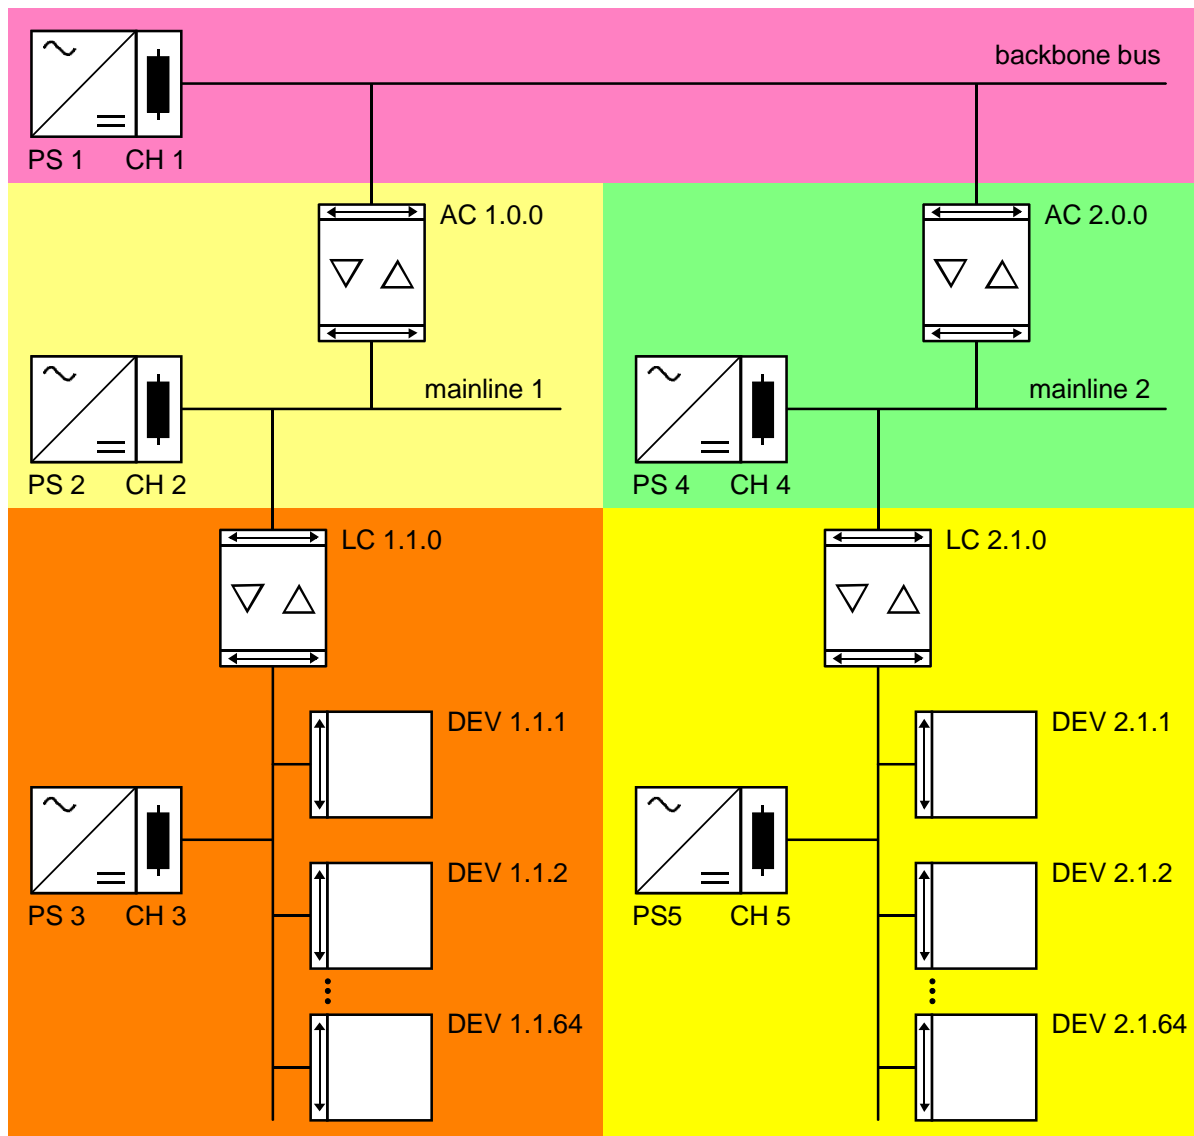 backbone bus
PS 1 CH 1
AC 1.0.0
AC 2.0.0
mainline 1
mainline 2
PS 2 CH 2
PS 4 CH 4
LC 1.1.0
LC 2.1.0
DEV 1.1.1
DEV 2.1.1
DEV 1.1.2
DEV 2.1.2
PS 3 CH 3
PS5 CH 5
DEV 1.1.64
DEV 2.1.64